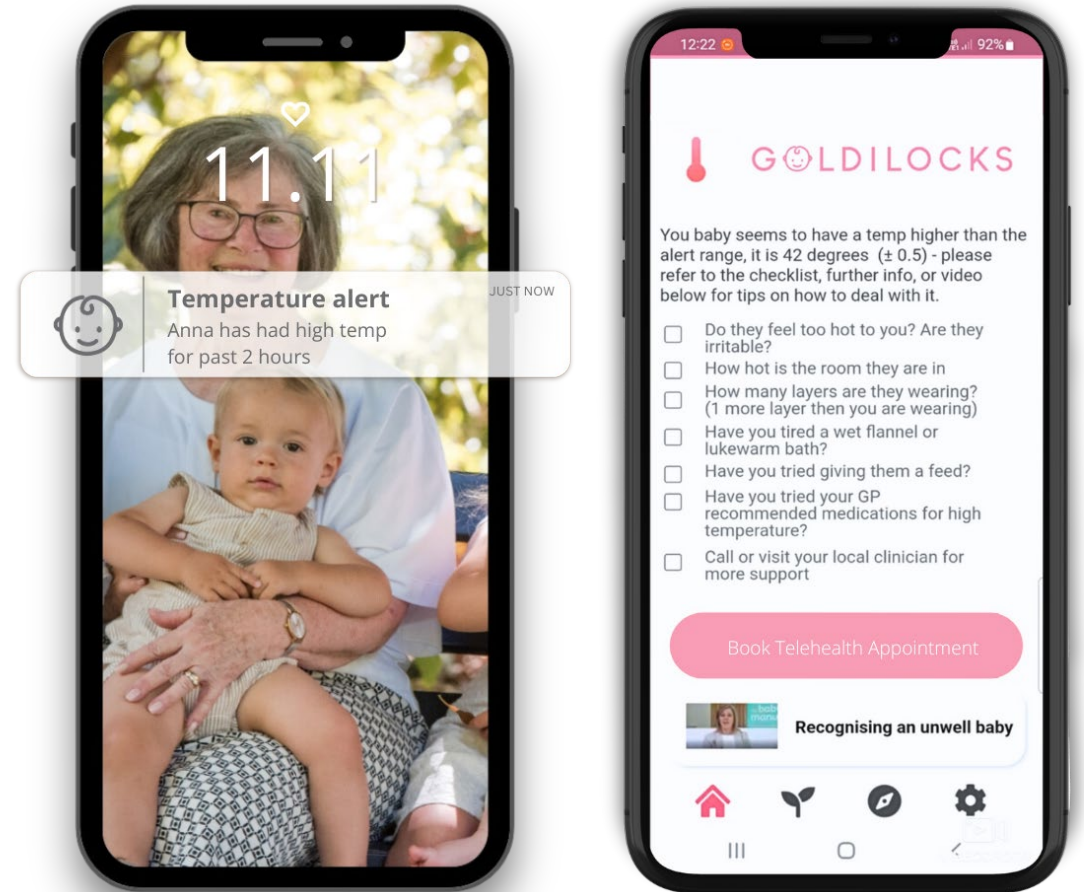 11.11
Temperature alert
JUST NOW
Anna has had high temp
for past 2 hours
12:22
92%
GOLDILOCKS
You baby seems to have a temp higher than the
alert range, it is 42 degrees (± 0.5) - please
refer to the checklist, further info, or video
below for tips on how to deal with it.
Do they feel too hot to you? Are they
irritable?
How hot is the room they are in
How many layers are they wearing?
(1 more layer then you are wearing)
Have you tired a wet flannel or
lukewarm bath?
Have you tried giving them a feed?
Have you tried your GP
recommended medications for high
temperature?
Call or visit your local clinician for
more support
Book Telehealth Appointment
Recognising an unwell baby